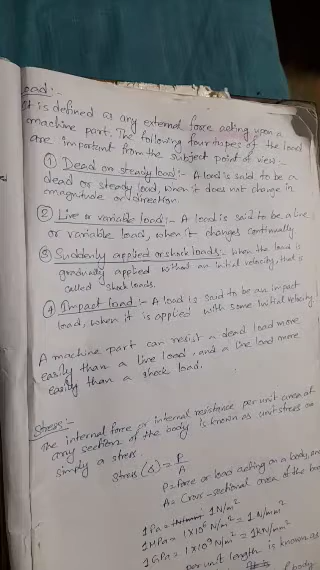 oad:-
It is defined as any external force acting upon a
machine part. The following four types of the load
are important from the subject point of view:-
① Dead or steady load:- A load is said to be a
dead or steady load, when it does not change in
magnitude or direction.
② Live or variable load:- A load is said to be a live
or variable load, when it changes continually
③ Suddenly applied or shock loads:- When the load is
gradually applied without an initial velocity, that is
called shock loads.
④ Impact load:- A load is said to be an impact
load, when it is applied with some initial velocity
A machine part can resist a dead load more
easily than a live load, and a live load more
easily than a shock load.
Stress:-
The internal force or internal resistance per unit area at
any section of the body is known as unit stress or
simply a stress.
Stress (σ) = P/A
P = Force or load acting on a body, and
A = Cross-sectional area of the bo
1 Pa = 1 N/m²
1 MPa = 1×10⁶ N/m² = 1 N/mm²
1 GPa = 1×10⁹ N/m² = 1 kN/mm²
per unit length is known as
body